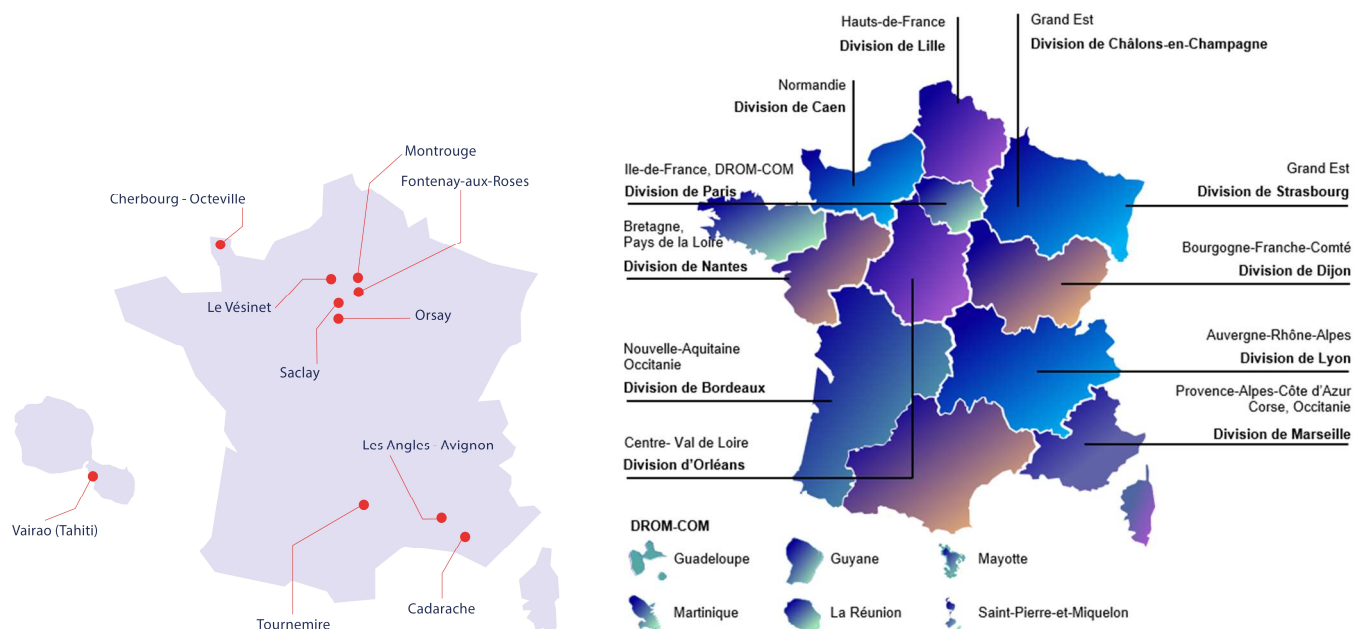 Montrouge
Fontenay-aux-Roses
Cherbourg - Octeville
Le Vésinet
Orsay
Saclay
Les Angles - Avignon
Vairao (Tahiti)
Cadarache
Tournemire
Hauts-de-France
Division de Lille
Grand Est
Division de Châlons-en-Champagne
Normandie
Division de Caen
Ile-de-France, DROM-COM
Division de Paris
Grand Est
Division de Strasbourg
Bretagne,
Pays de la Loire
Division de Nantes
Bourgogne-Franche-Comté
Division de Dijon
Nouvelle-Aquitaine
Occitanie
Division de Bordeaux
Auvergne-Rhône-Alpes
Division de Lyon
Provence-Alpes-Côte d'Azur
Corse, Occitanie
Division de Marseille
Centre- Val de Loire
Division d'Orléans
DROM-COM
Guadeloupe
Guyane
Mayotte
Martinique
La Réunion
Saint-Pierre-et-Miquelon